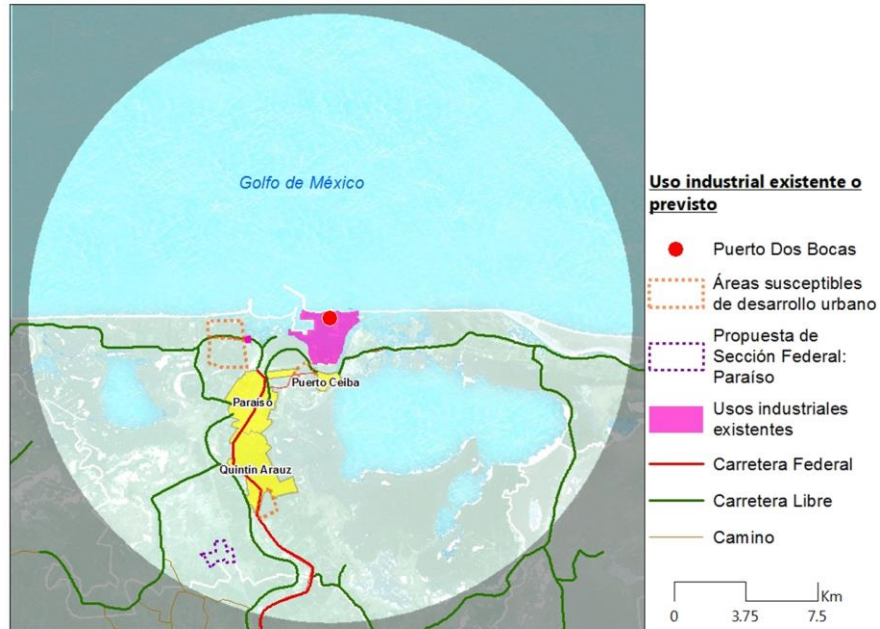 Golfo de México
Puerto Ceiba
Paraíso
Quintín Arauz
Uso industrial existente o
previsto
Puerto Dos Bocas
Áreas susceptibles
de desarrollo urbano
Propuesta de
Sección Federal:
Paraíso
Usos industriales
existentes
Carretera Federal
Carretera Libre
Camino
Km
0 3.75 7.5